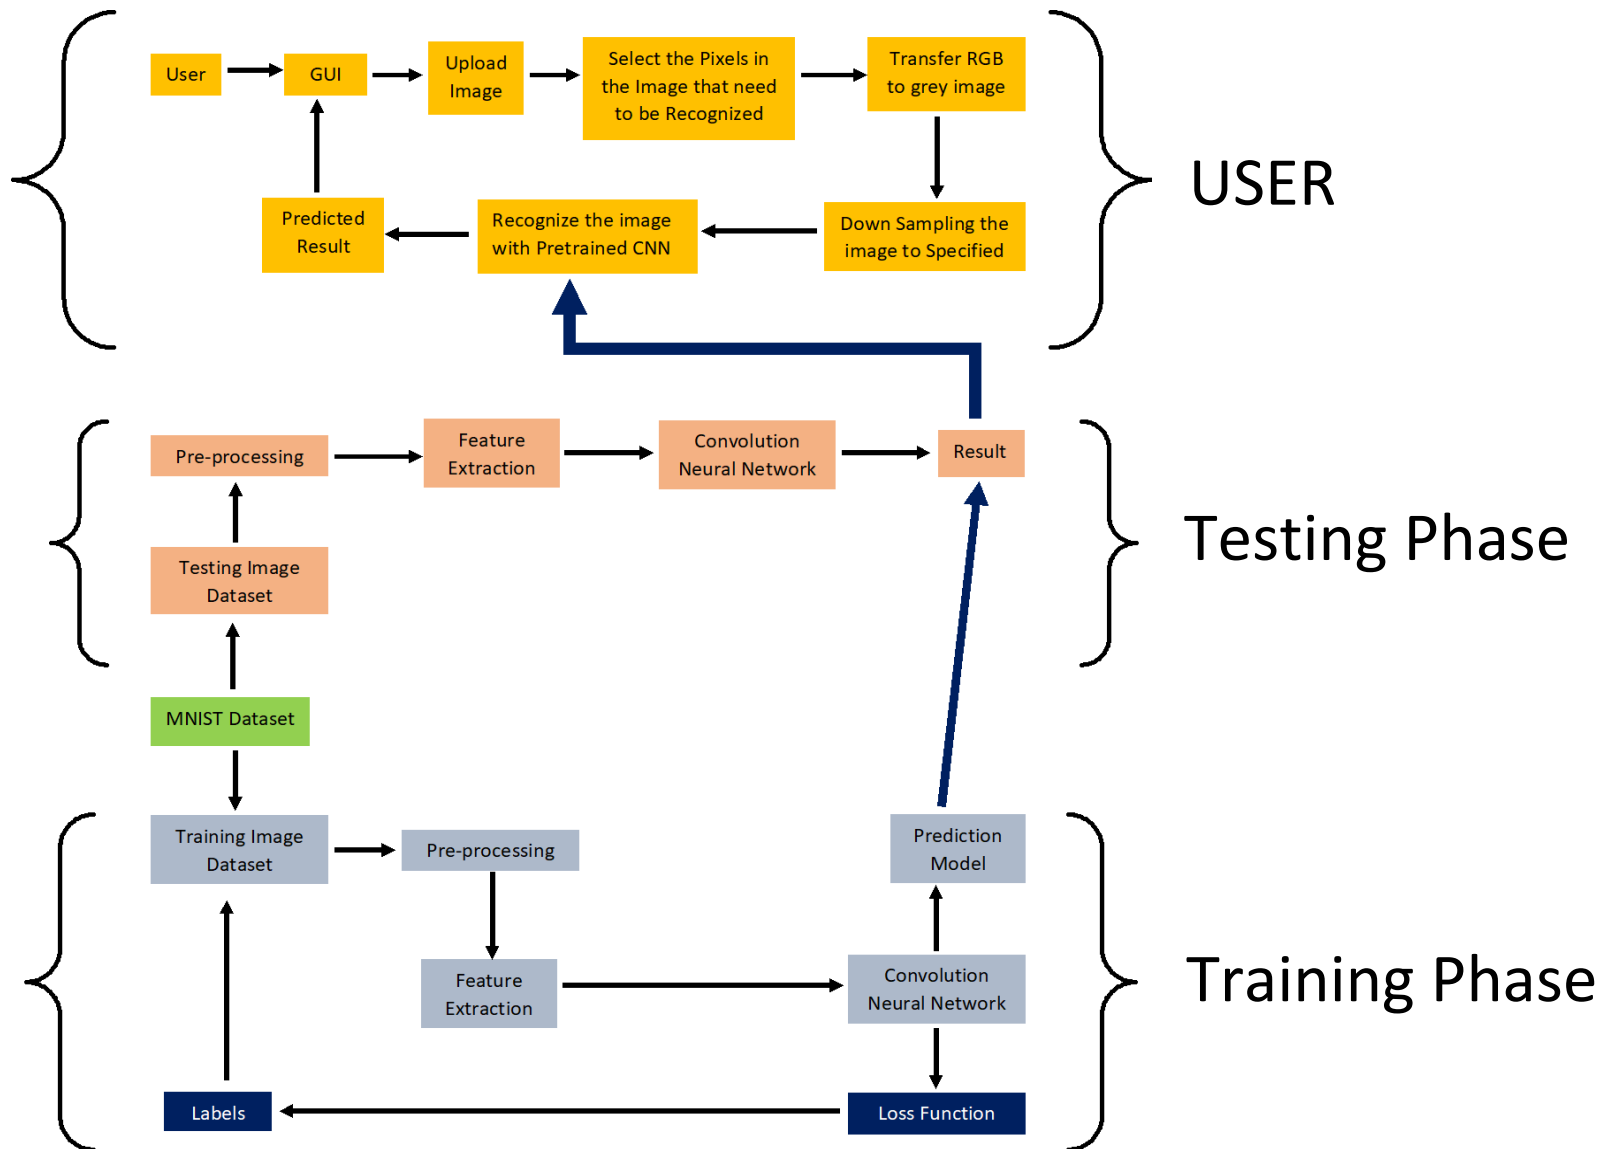 User
GUI
Upload
Image
Select the Pixels in
the Image that need
to be Recognized
Transfer RGB
to grey image
USER
Predicted
Result
Recognize the image
with Pretrained CNN
Down Sampling the
image to Specified
Pre-processing
Feature
Extraction
Convolution
Neural Network
Result
Testing Phase
Testing Image
Dataset
MNIST Dataset
Training Image
Dataset
Pre-processing
Prediction
Model
Feature
Extraction
Convolution
Neural Network
Training Phase
Labels
Loss Function